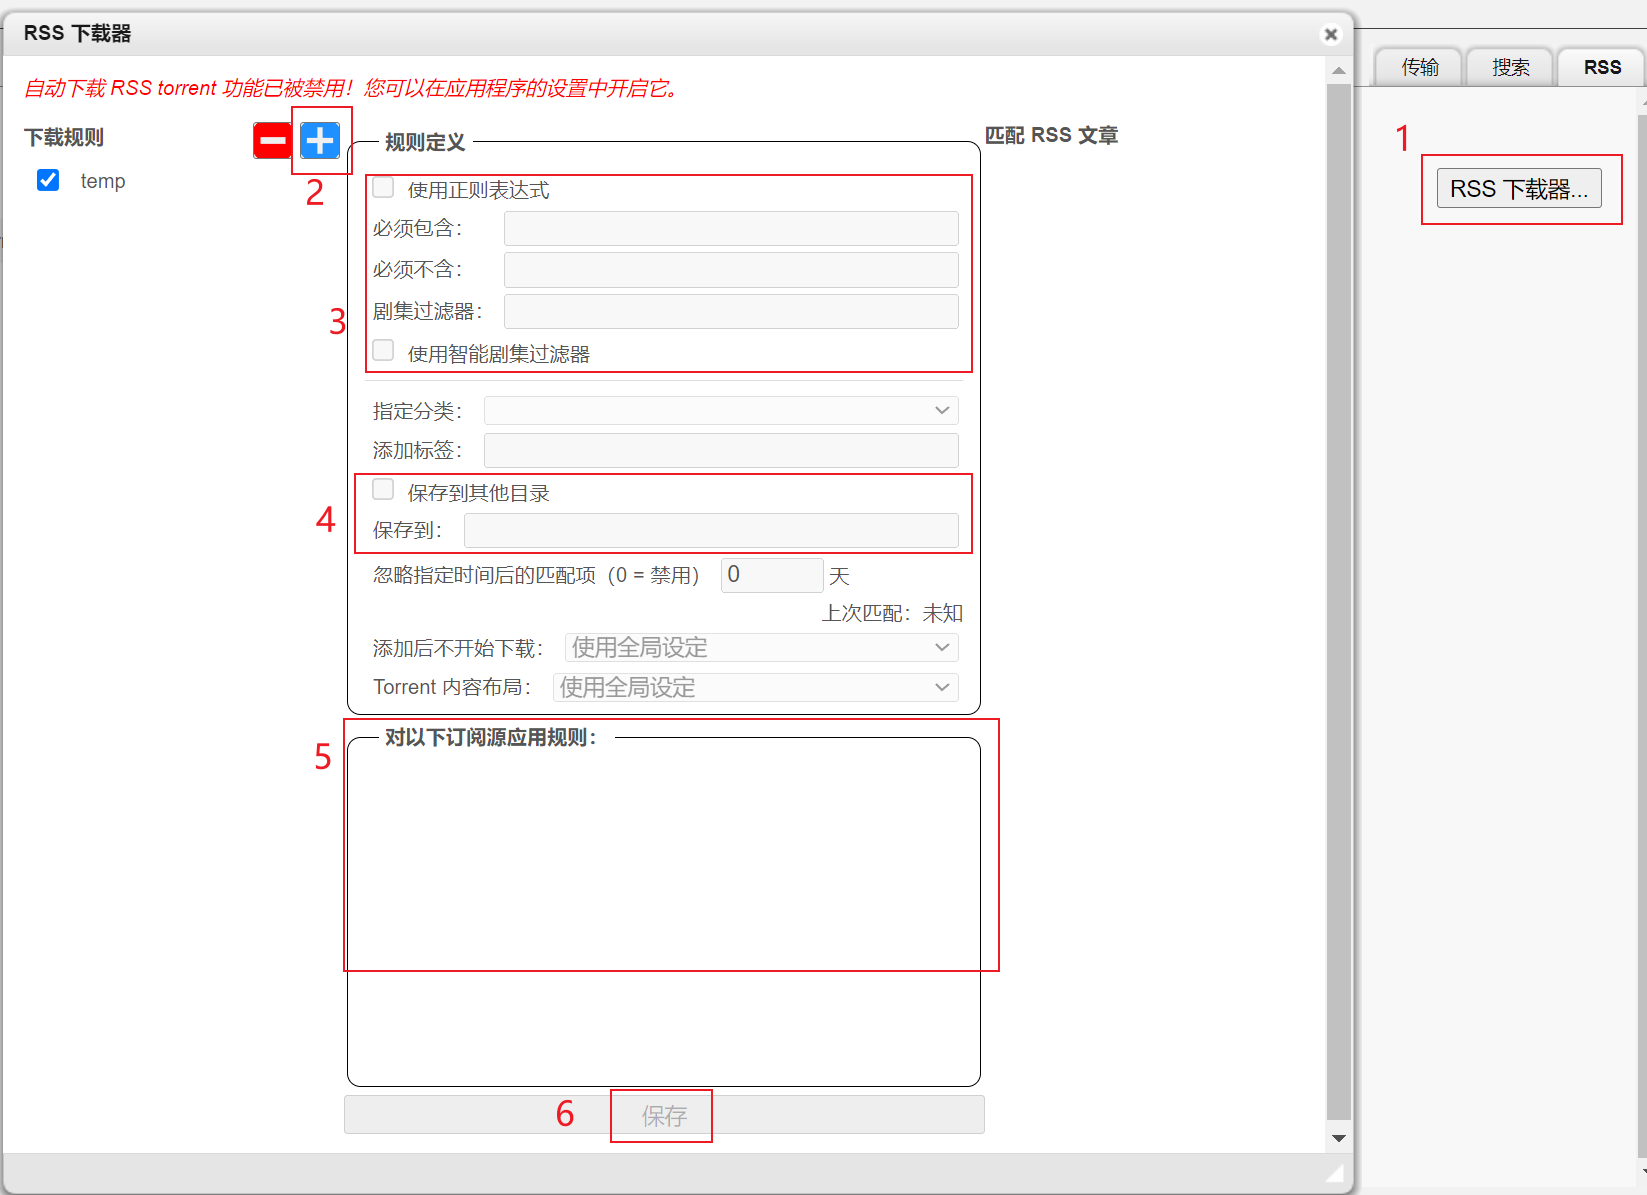 RSS 下载器
传输
搜索
RSS
自动下载 RSS torrent 功能已被禁用！您可以在应用程序的设置中开启它。
下载规则
temp
2
规则定义
使用正则表达式
必须包含：
必须不含：
剧集过滤器：
使用智能剧集过滤器
3
指定分类：
添加标签：
保存到其他目录
保存到：
4
忽略指定时间后的匹配项（0 = 禁用） 0 天
上次匹配：未知
添加后不开始下载： 使用全局设定
Torrent 内容布局： 使用全局设定
5
对以下订阅源应用规则：
6
保存
匹配 RSS 文章
1
RSS 下载器...